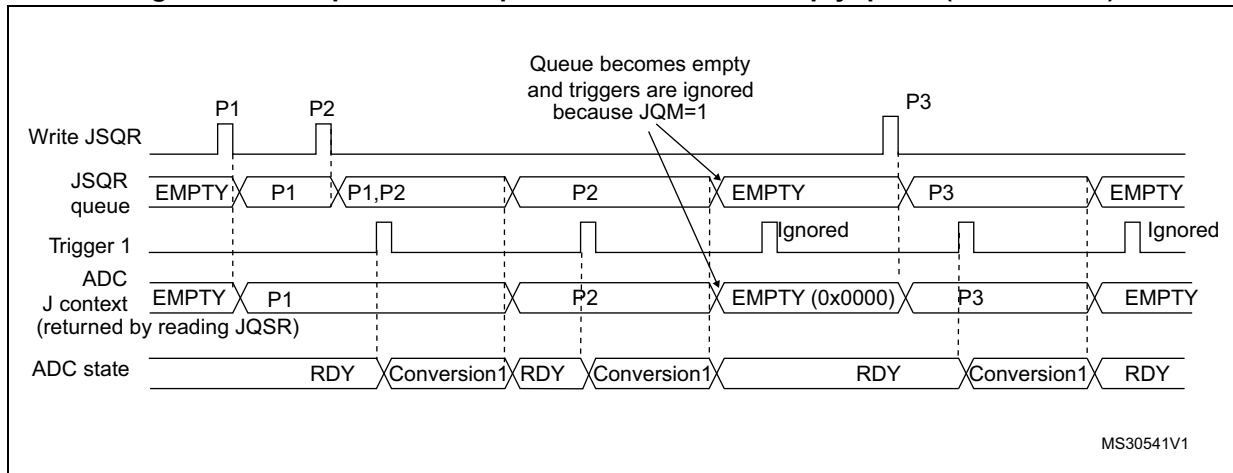 Queue becomes empty
and triggers are ignored
because JQM=1
P1
P2
P3
Write JSQR
JSQR
queue
EMPTY
P1
P1,P2
P2
EMPTY
P3
EMPTY
Trigger 1
Ignored
Ignored
ADC
J context
(returned by reading JQSR)
EMPTY
P1
P2
EMPTY (0x0000)
P3
EMPTY
ADC state
RDY
Conversion1
RDY
Conversion1
RDY
Conversion1
RDY
MS30541V1